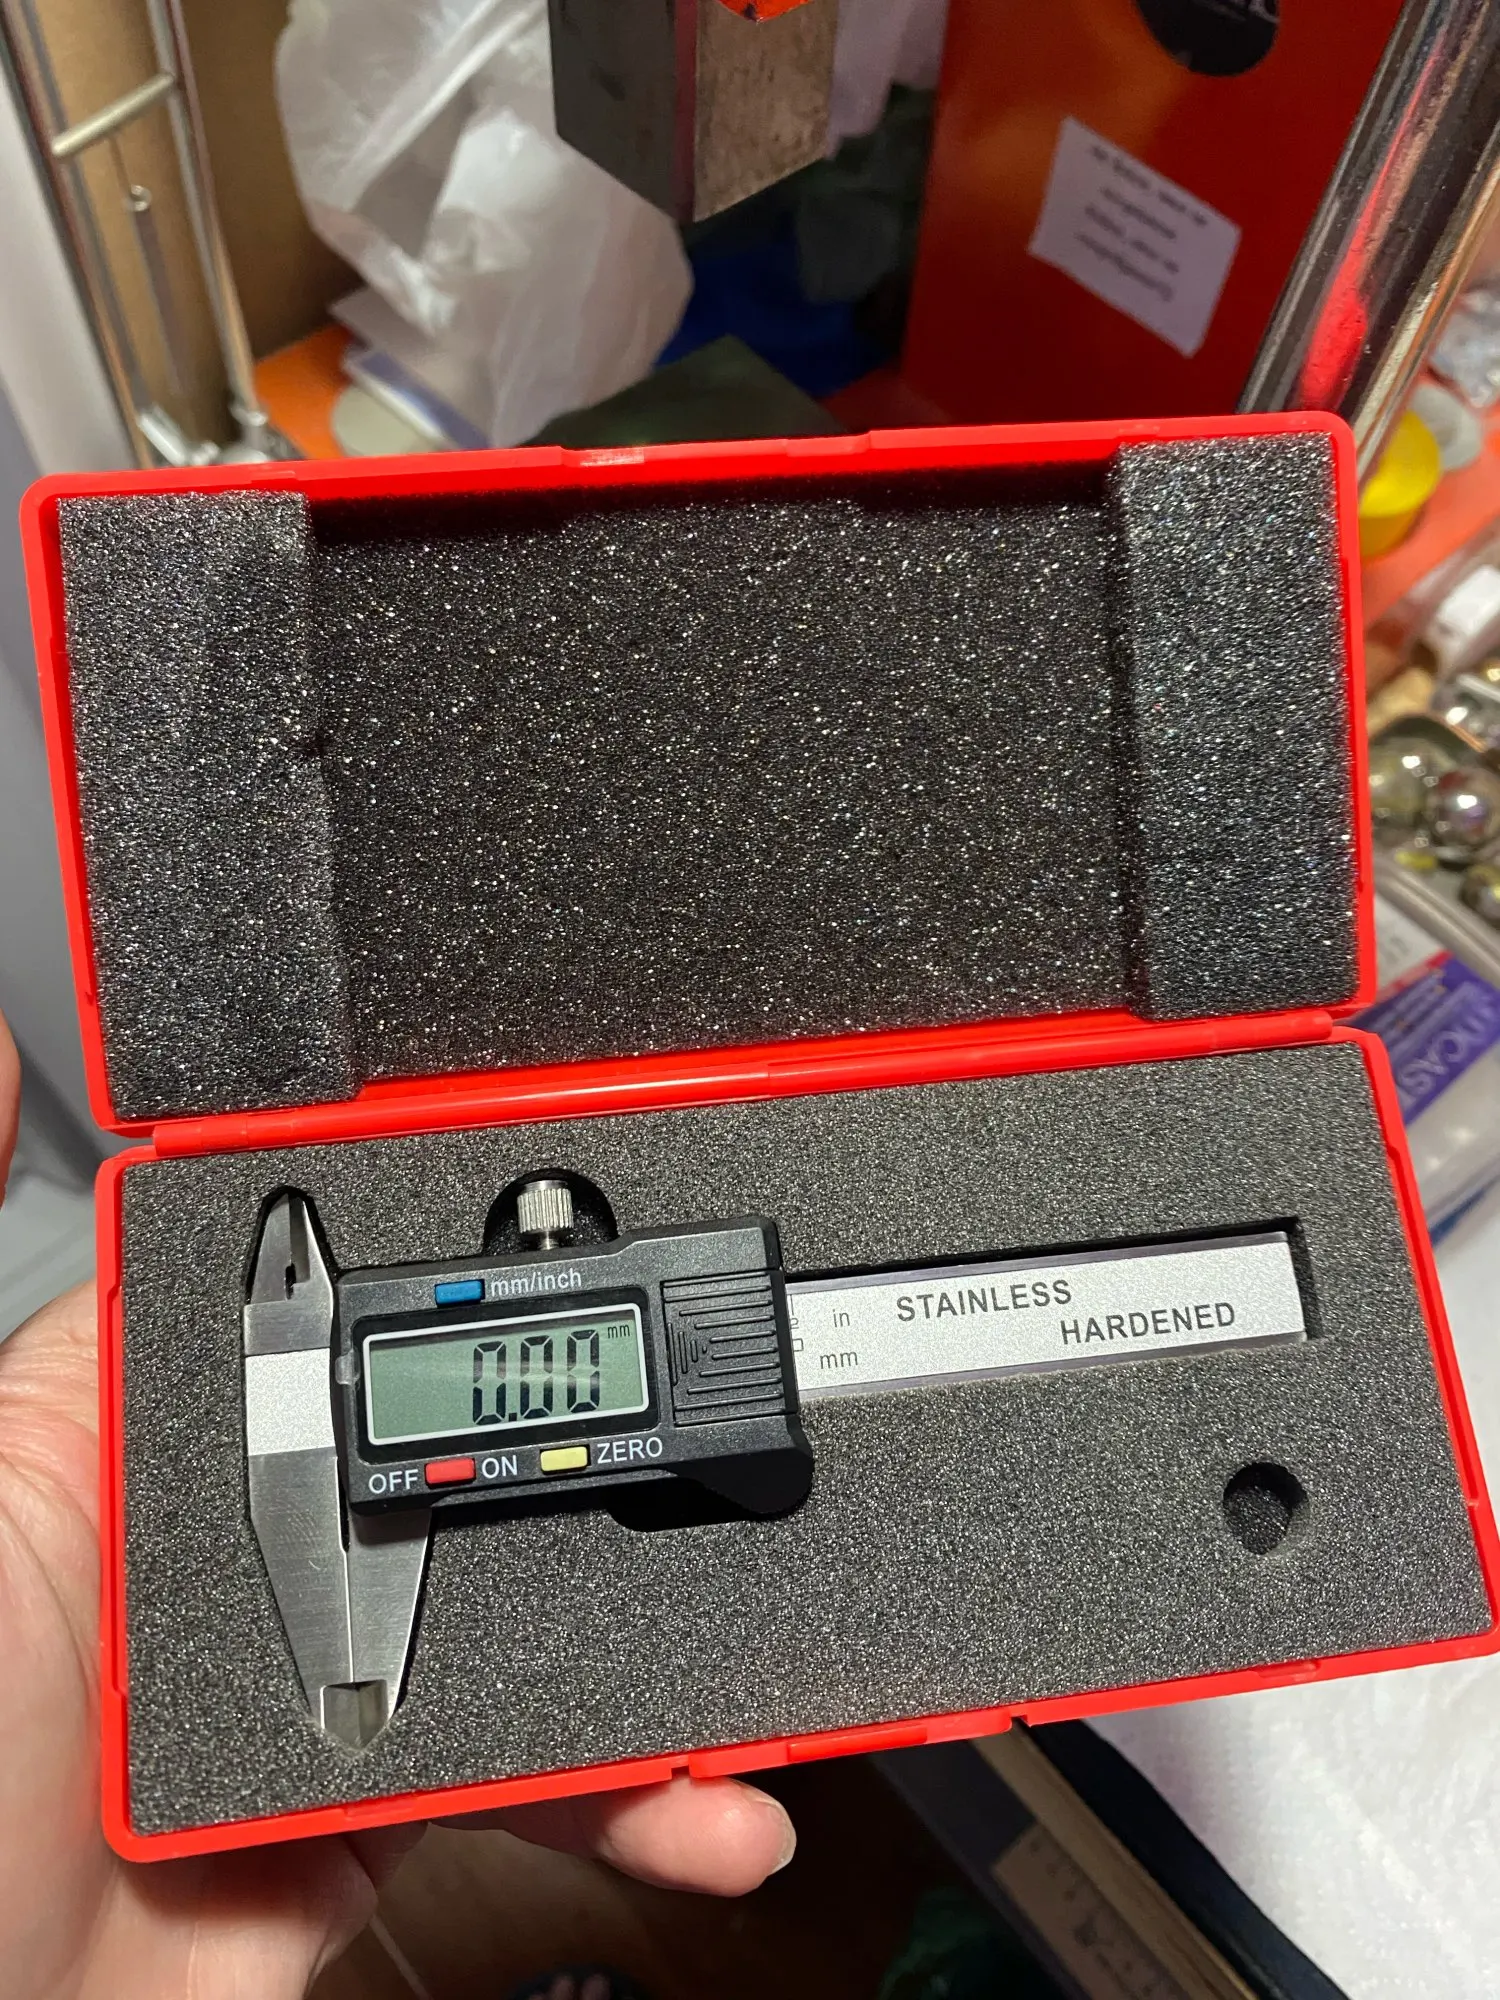 mm/inch
0.00 mm
OFF ON ZERO
in
mm
STAINLESS
HARDENED